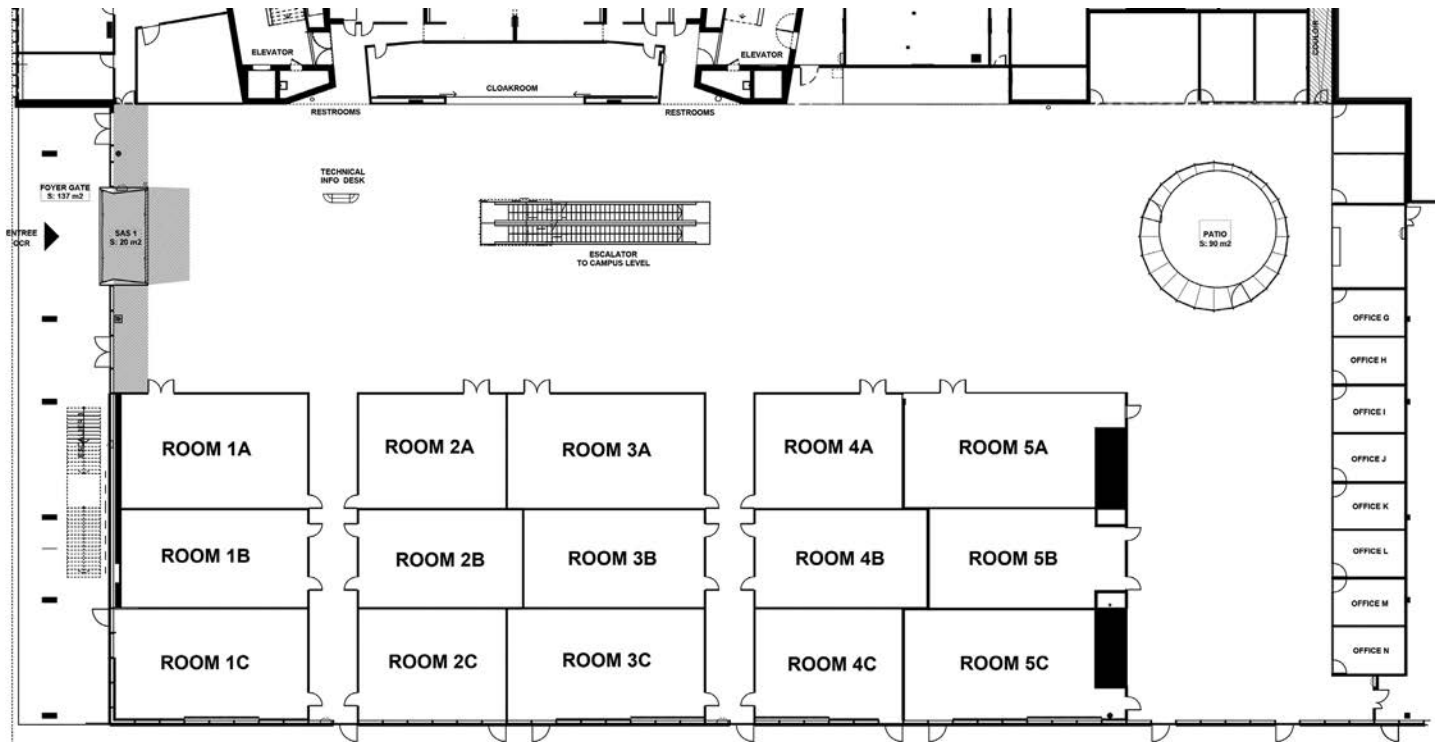 ELEVATOR
ELEVATOR
COULOIR
CLOAKROOM
RESTROOMS
RESTROOMS
TECHNICAL
INFO DESK
FOYER GATE
S: 137 m2
ENTREE
OCR
SAS 1
S: 20 m2
ESCALATOR
TO CAMPUS LEVEL
PATIO
S: 90 m2
OFFICE G
OFFICE H
OFFICE I
OFFICE J
OFFICE K
OFFICE L
OFFICE M
OFFICE N
ROOM 1A
ROOM 2A
ROOM 3A
ROOM 4A
ROOM 5A
ROOM 1B
ROOM 2B
ROOM 3B
ROOM 4B
ROOM 5B
ROOM 1C
ROOM 2C
ROOM 3C
ROOM 4C
ROOM 5C